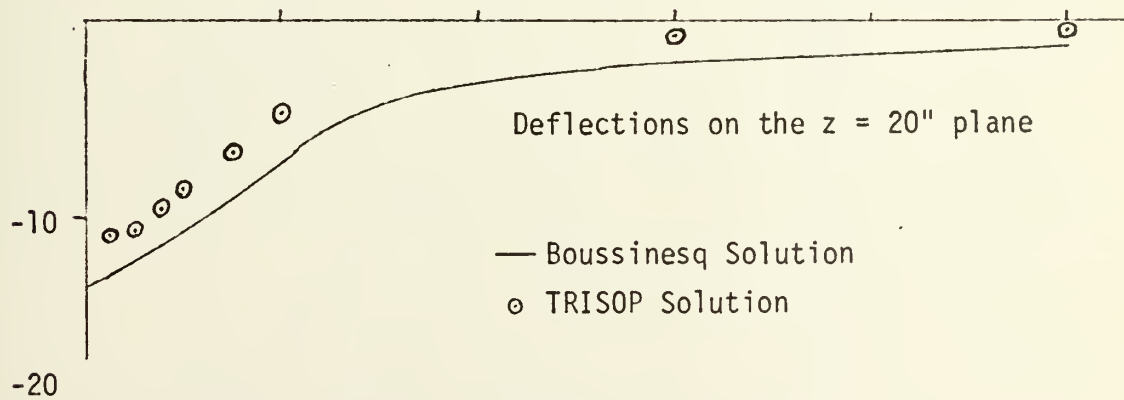 Deflections on the z = 20" plane
-10
— Boussinesq Solution
⊙ TRISOP Solution
-20